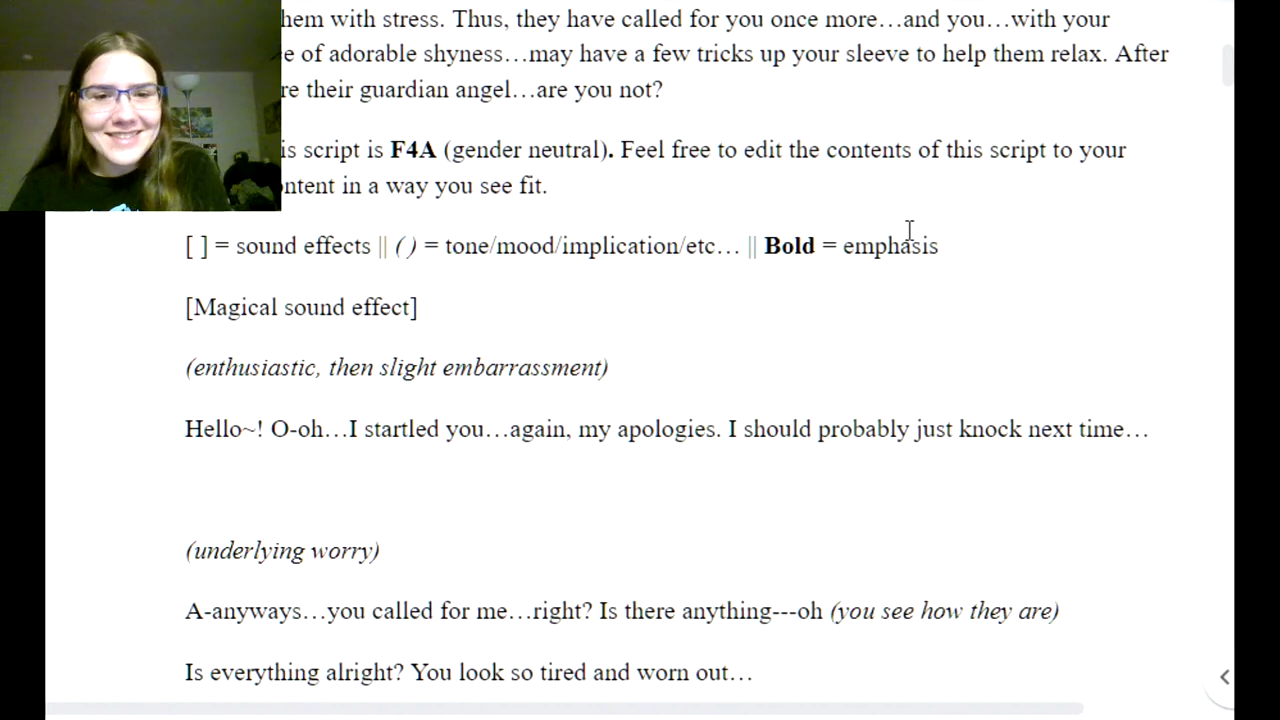 hem with stress. Thus, they have called for you once more…and you…with your
e of adorable shyness…may have a few tricks up your sleeve to help them relax. After
re their guardian angel…are you not?
is script is F4A (gender neutral). Feel free to edit the contents of this script to your
ntent in a way you see fit.
[ ] = sound effects || ( ) = tone/mood/implication/etc… || Bold = emphasis
[Magical sound effect]
(enthusiastic, then slight embarrassment)
Hello~! O-oh…I startled you…again, my apologies. I should probably just knock next time…
(underlying worry)
A-anyways…you called for me…right? Is there anything---oh (you see how they are)
Is everything alright? You look so tired and worn out…